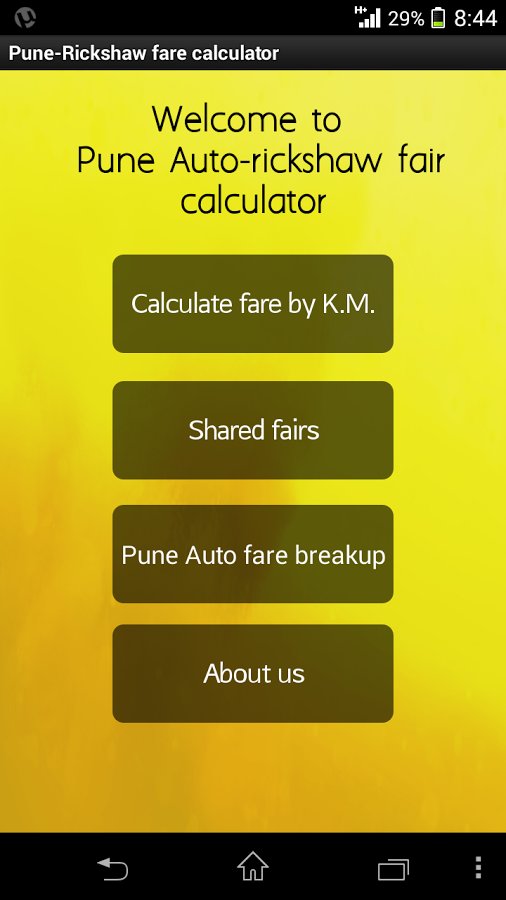 H+ 29% 8:44
Pune-Rickshaw fare calculator
Welcome to
Pune Auto-rickshaw fair
calculator
Calculate fare by K.M.
Shared fairs
Pune Auto fare breakup
About us